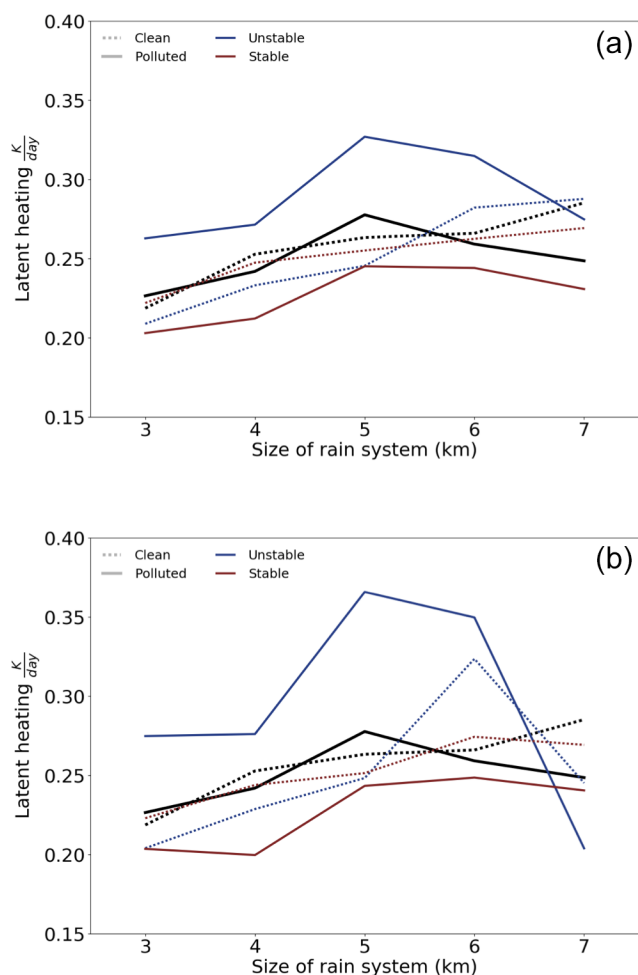 (a)
Clean Unstable
Polluted Stable
0.40
0.35
0.30
0.25
0.20
0.15
Latent heating K/day
3 4 5 6 7
Size of rain system (km)
(b)
Clean Unstable
Polluted Stable
0.40
0.35
0.30
0.25
0.20
0.15
Latent heating K/day
3 4 5 6 7
Size of rain system (km)